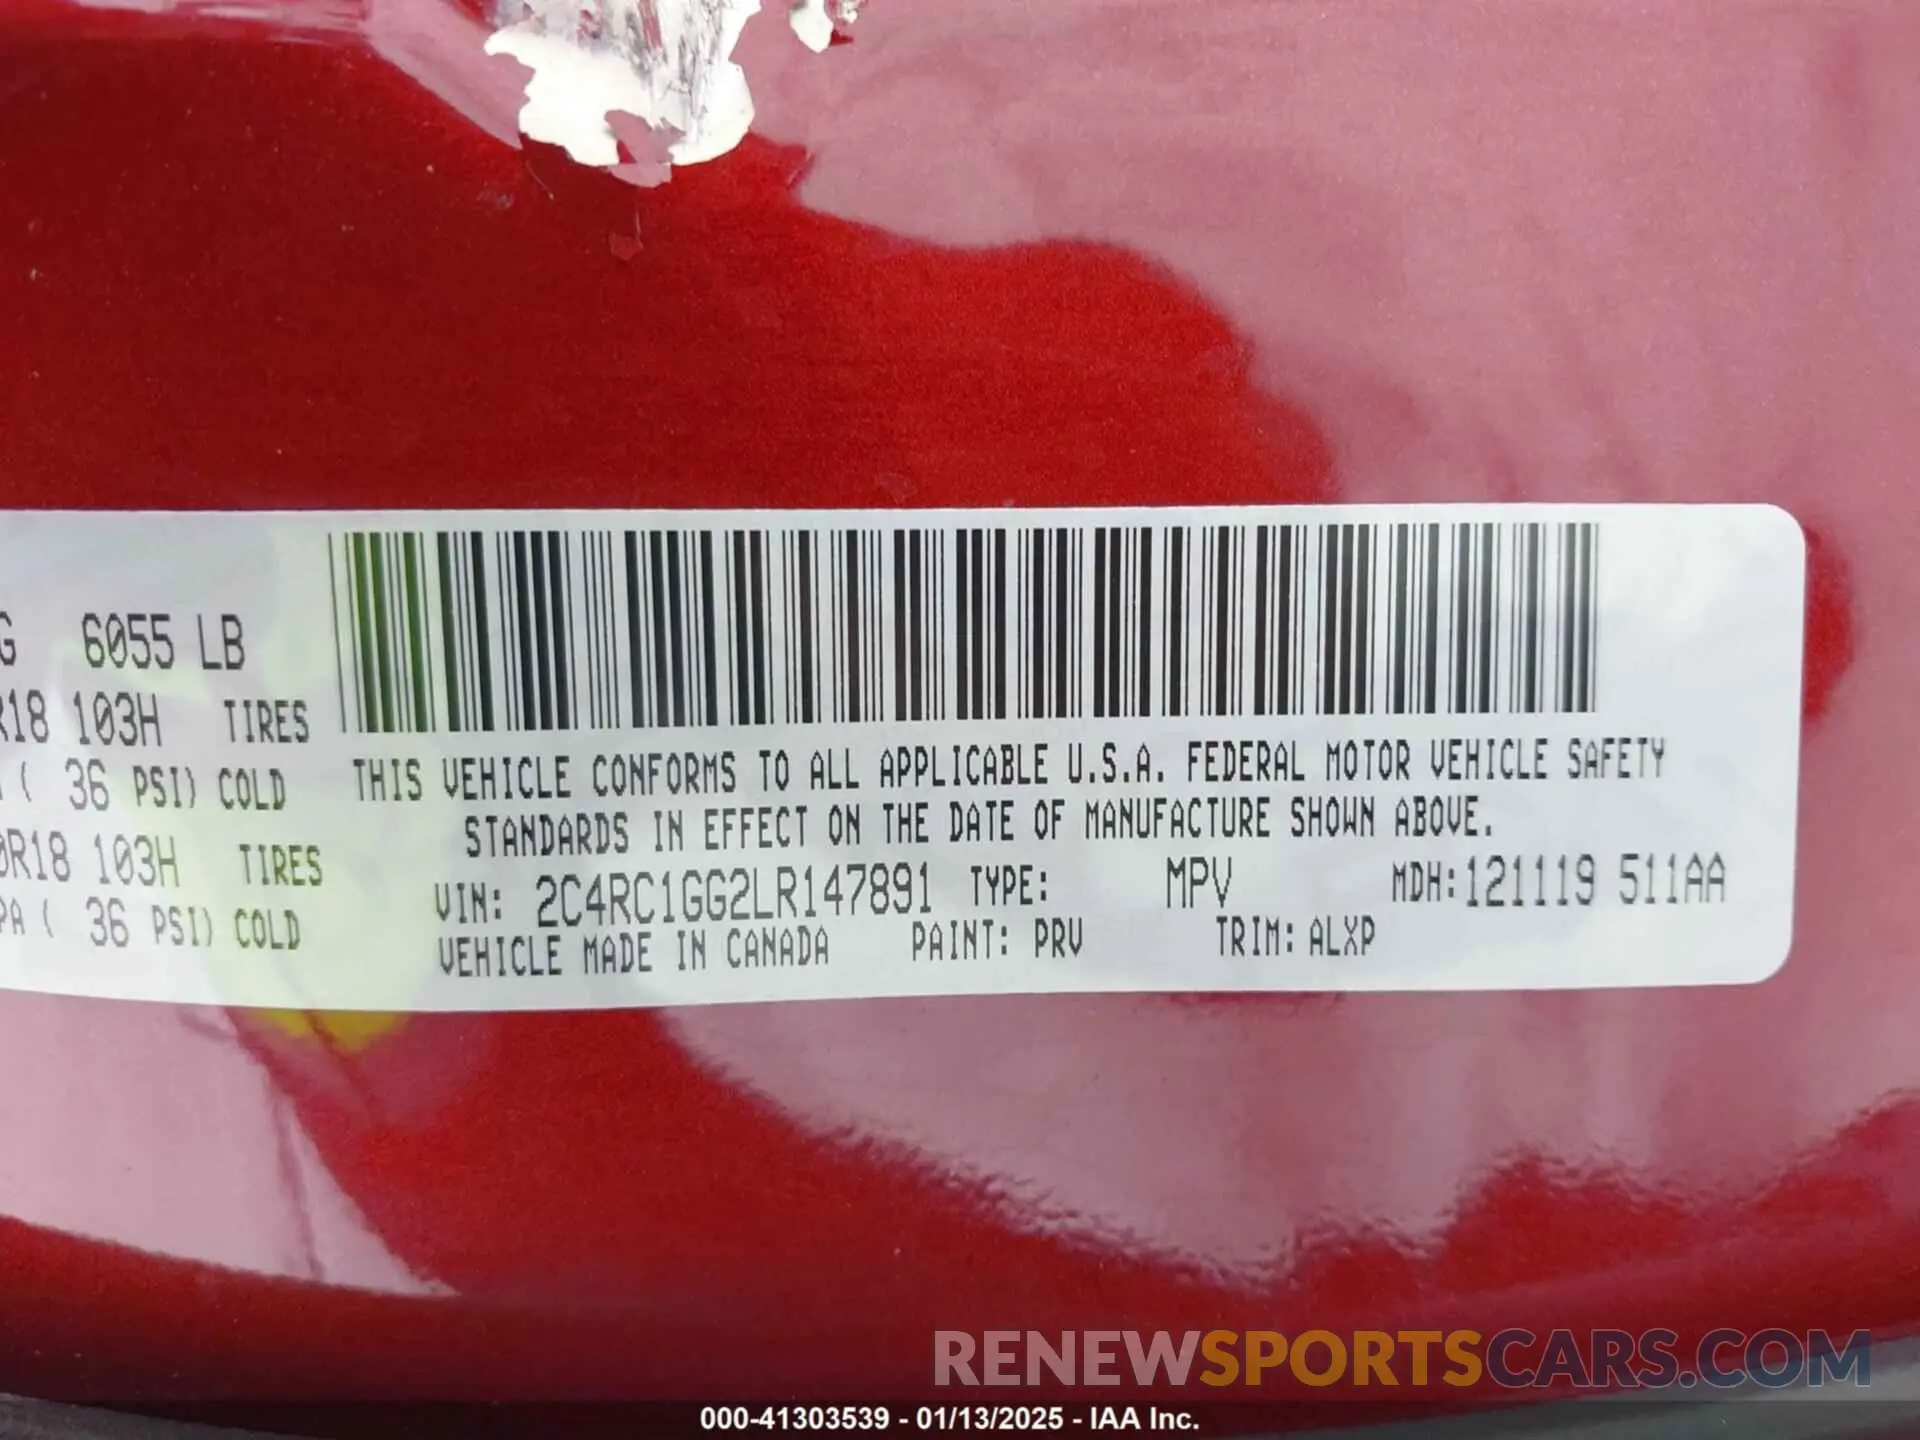 G 6055 LB
R18 103H TIRES
( 36 PSI) COLD
0R18 103H TIRES
PA ( 36 PSI) COLD
THIS VEHICLE CONFORMS TO ALL APPLICABLE U.S.A. FEDERAL MOTOR VEHICLE SAFETY
STANDARDS IN EFFECT ON THE DATE OF MANUFACTURE SHOWN ABOVE.
VIN: 2C4RC1GG2LR147891 TYPE: MPV MDH:121119 511AA
VEHICLE MADE IN CANADA PAINT: PRV TRIM: ALXP
RENEWSPORTSCARS.COM
000-41303539 - 01/13/2025 - IAA Inc.